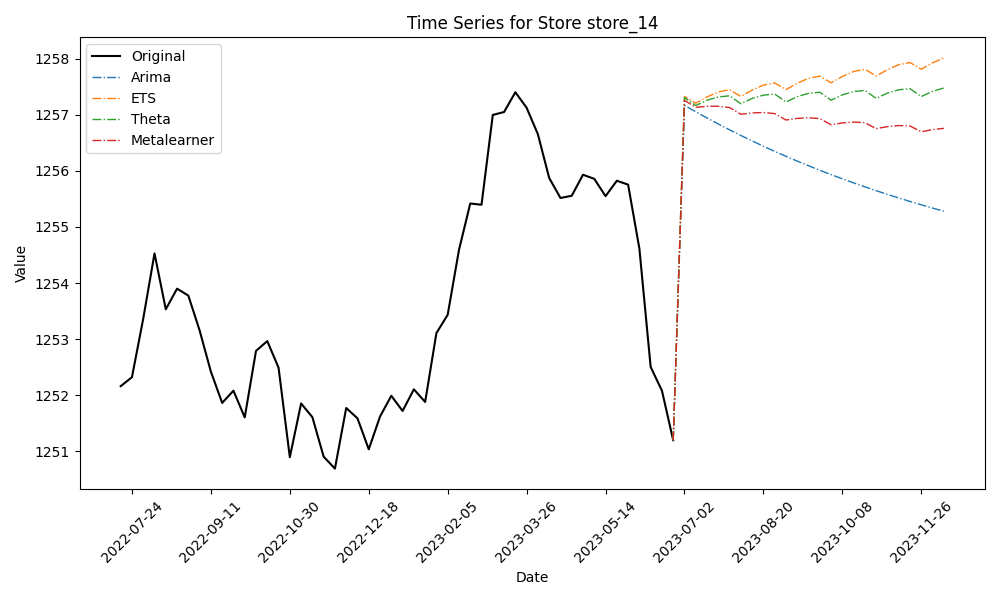 Time Series for Store store_14
Original
Arima
ETS
Theta
Metalearner
1258
1257
1256
1255
1254
1253
1252
1251
Value
2022-07-24
2022-09-11
2022-10-30
2022-12-18
2023-02-05
2023-03-26
2023-05-14
2023-07-02
2023-08-20
2023-10-08
2023-11-26
Date